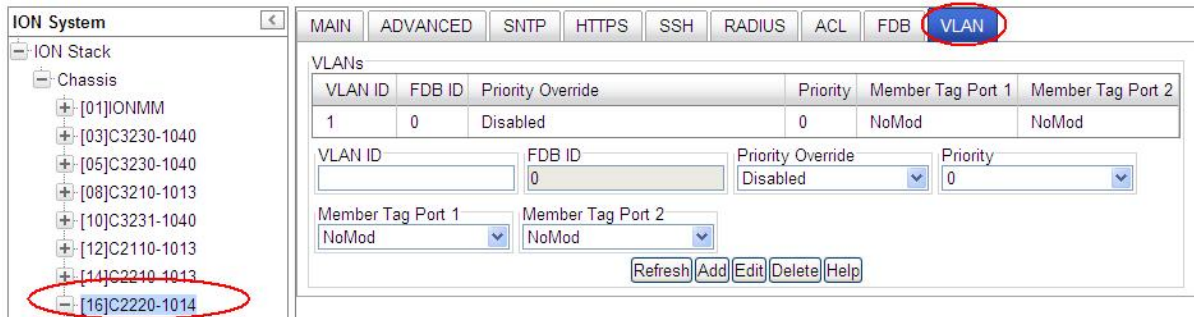 ION System
<
ION Stack
Chassis
[01]IONMM
[03]C3230-1040
[05]C3230-1040
[08]C3210-1013
[10]C3231-1040
[12]C2110-1013
[14]C2210-1013
[16]C2220-1014
MAIN ADVANCED SNTP HTTPS SSH RADIUS ACL FDB VLAN
VLANs
VLAN ID FDB ID Priority Override Priority Member Tag Port 1 Member Tag Port 2
1 0 Disabled 0 NoMod NoMod
VLAN ID FDB ID Priority Override Priority
0 Disabled 0
Member Tag Port 1 Member Tag Port 2
NoMod NoMod
Refresh Add Edit Delete Help